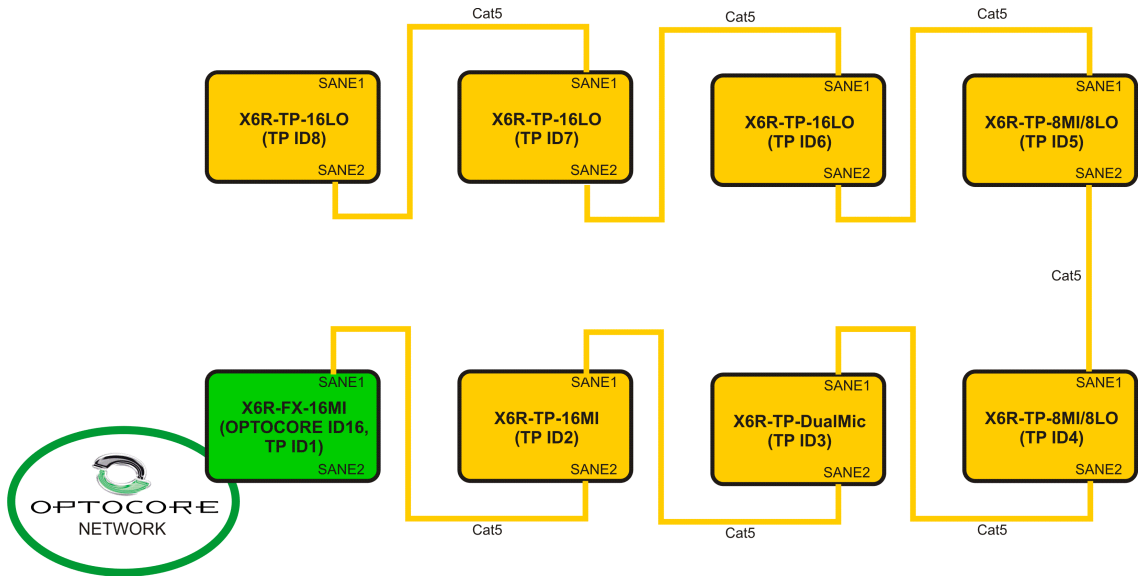 Cat5
Cat5
Cat5
SANE1
X6R-TP-16LO
(TP ID8)
SANE2
SANE1
X6R-TP-16LO
(TP ID7)
SANE2
SANE1
X6R-TP-16LO
(TP ID6)
SANE2
SANE1
X6R-TP-8MI/8LO
(TP ID5)
SANE2
Cat5
SANE1
X6R-FX-16MI
(OPTOCORE ID16,
TP ID1)
SANE2
SANE1
X6R-TP-16MI
(TP ID2)
SANE2
SANE1
X6R-TP-DualMic
(TP ID3)
SANE2
SANE1
X6R-TP-8MI/8LO
(TP ID4)
SANE2
OPTOCORE
NETWORK
Cat5
Cat5
Cat5